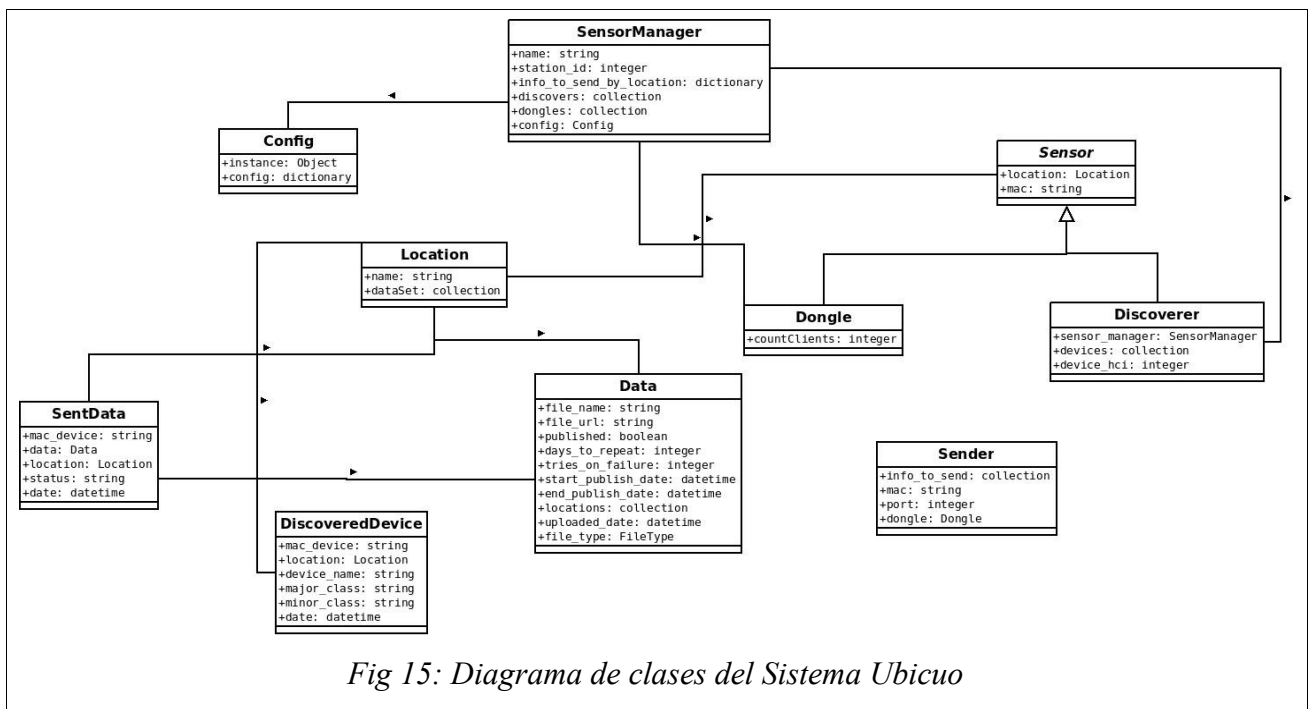 SensorManager
+name: string
+station_id: integer
+info_to_send_by_location: dictionary
+discovers: collection
+dongles: collection
+config: Config
Config
+instance: Object
+config: dictionary
Sensor
+location: Location
+mac: string
Location
+name: string
+dataSet: collection
Dongle
+countClients: integer
Discoverer
+sensor_manager: SensorManager
+devices: collection
+device_hci: integer
SentData
+mac_device: string
+data: Data
+location: Location
+status: string
+date: datetime
Data
+file_name: string
+file_url: string
+published: boolean
+days_to_repeat: integer
+tries_on_failure: integer
+start_publish_date: datetime
+end_publish_date: datetime
+locations: collection
+uploaded_date: datetime
+file_type: FileType
Sender
+info_to_send: collection
+mac: string
+port: integer
+dongle: Dongle
DiscoveredDevice
+mac_device: string
+location: Location
+device_name: string
+major_class: string
+minor_class: string
+date: datetime
Fig 15: Diagrama de clases del Sistema Ubicuo